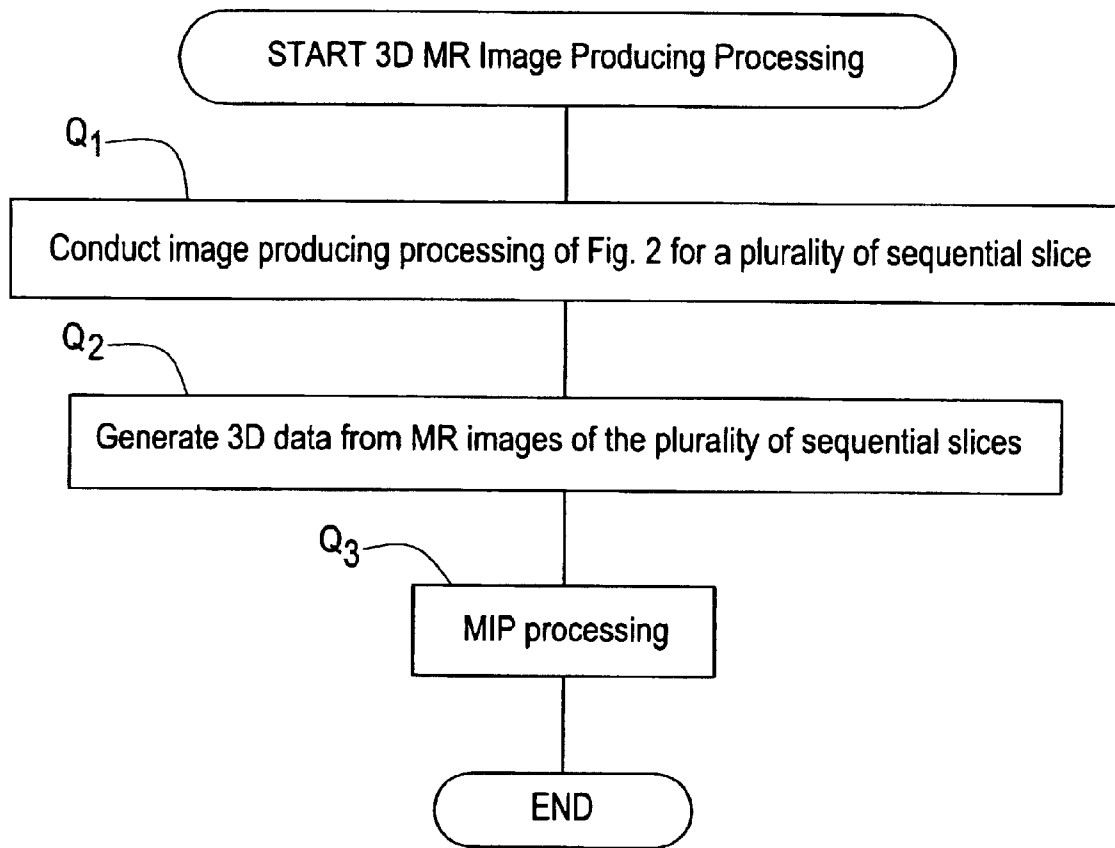 START 3D MR Image Producing Processing
Q1
Conduct image producing processing of Fig. 2 for a plurality of sequential slice
Q2
Generate 3D data from MR images of the plurality of sequential slices
Q3
MIP processing
END